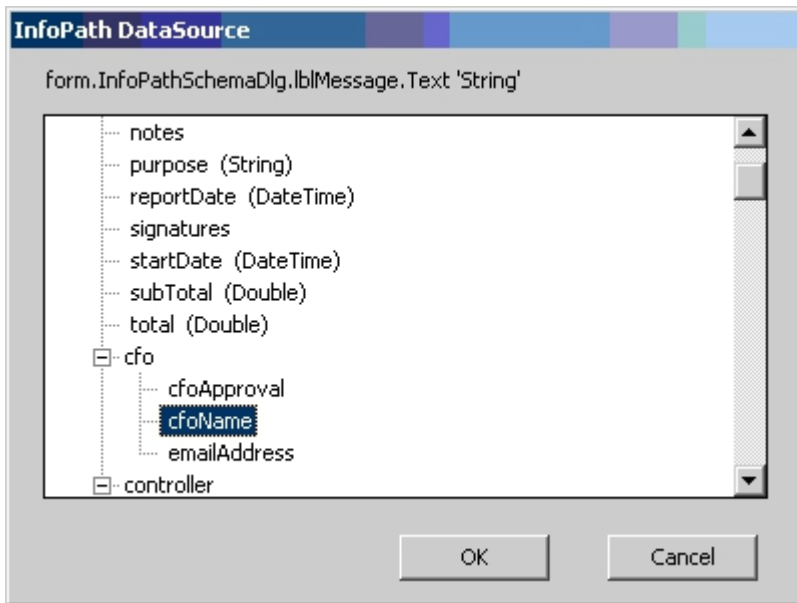 InfoPath DataSource
form.InfoPathSchemaDlg.lblMessage.Text 'String'
notes
purpose (String)
reportDate (DateTime)
signatures
startDate (DateTime)
subTotal (Double)
total (Double)
cfo
cfoApproval
cfoName
emailAddress
controller
OK Cancel